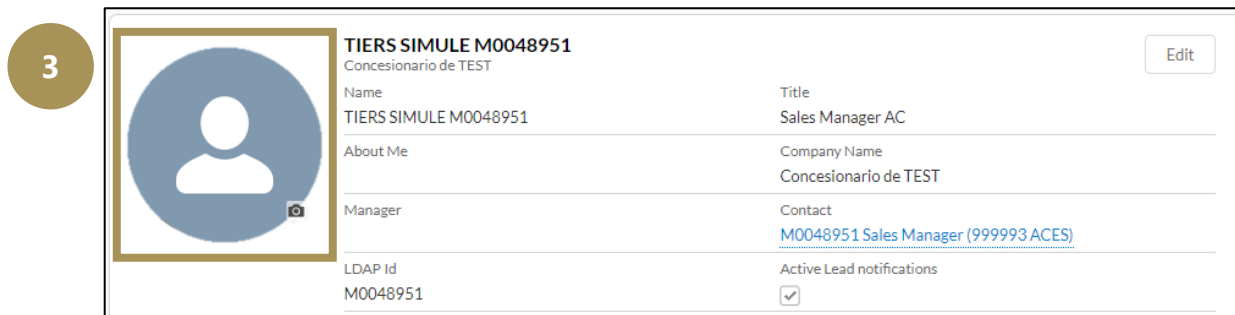 3
TIERS SIMULE M0048951
Concesionario de TEST
Edit
Name
TIERS SIMULE M0048951
Title
Sales Manager AC
About Me
Company Name
Concesionario de TEST
Manager
Contact
M0048951 Sales Manager (999993 ACES)
LDAP Id
M0048951
Active Lead notifications